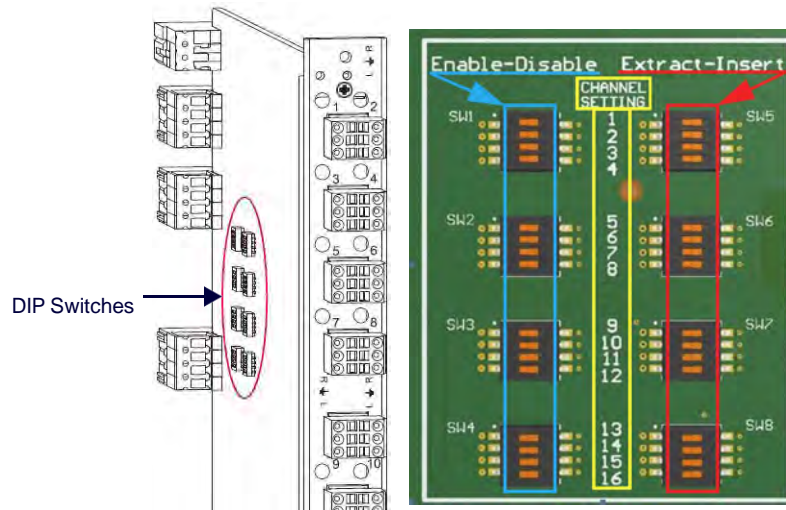 DIP Switches
R
L
1 2
3 4
5 6
7 8
R R
L L
9 10
Enable-Disable Extract-Insert
CHANNEL
SETTING
SW1 1 SW5
2
3
4
SW2 5 SW6
6
7
8
SW3 9 SW7
10
11
12
SW4 13 SW8
14
15
16